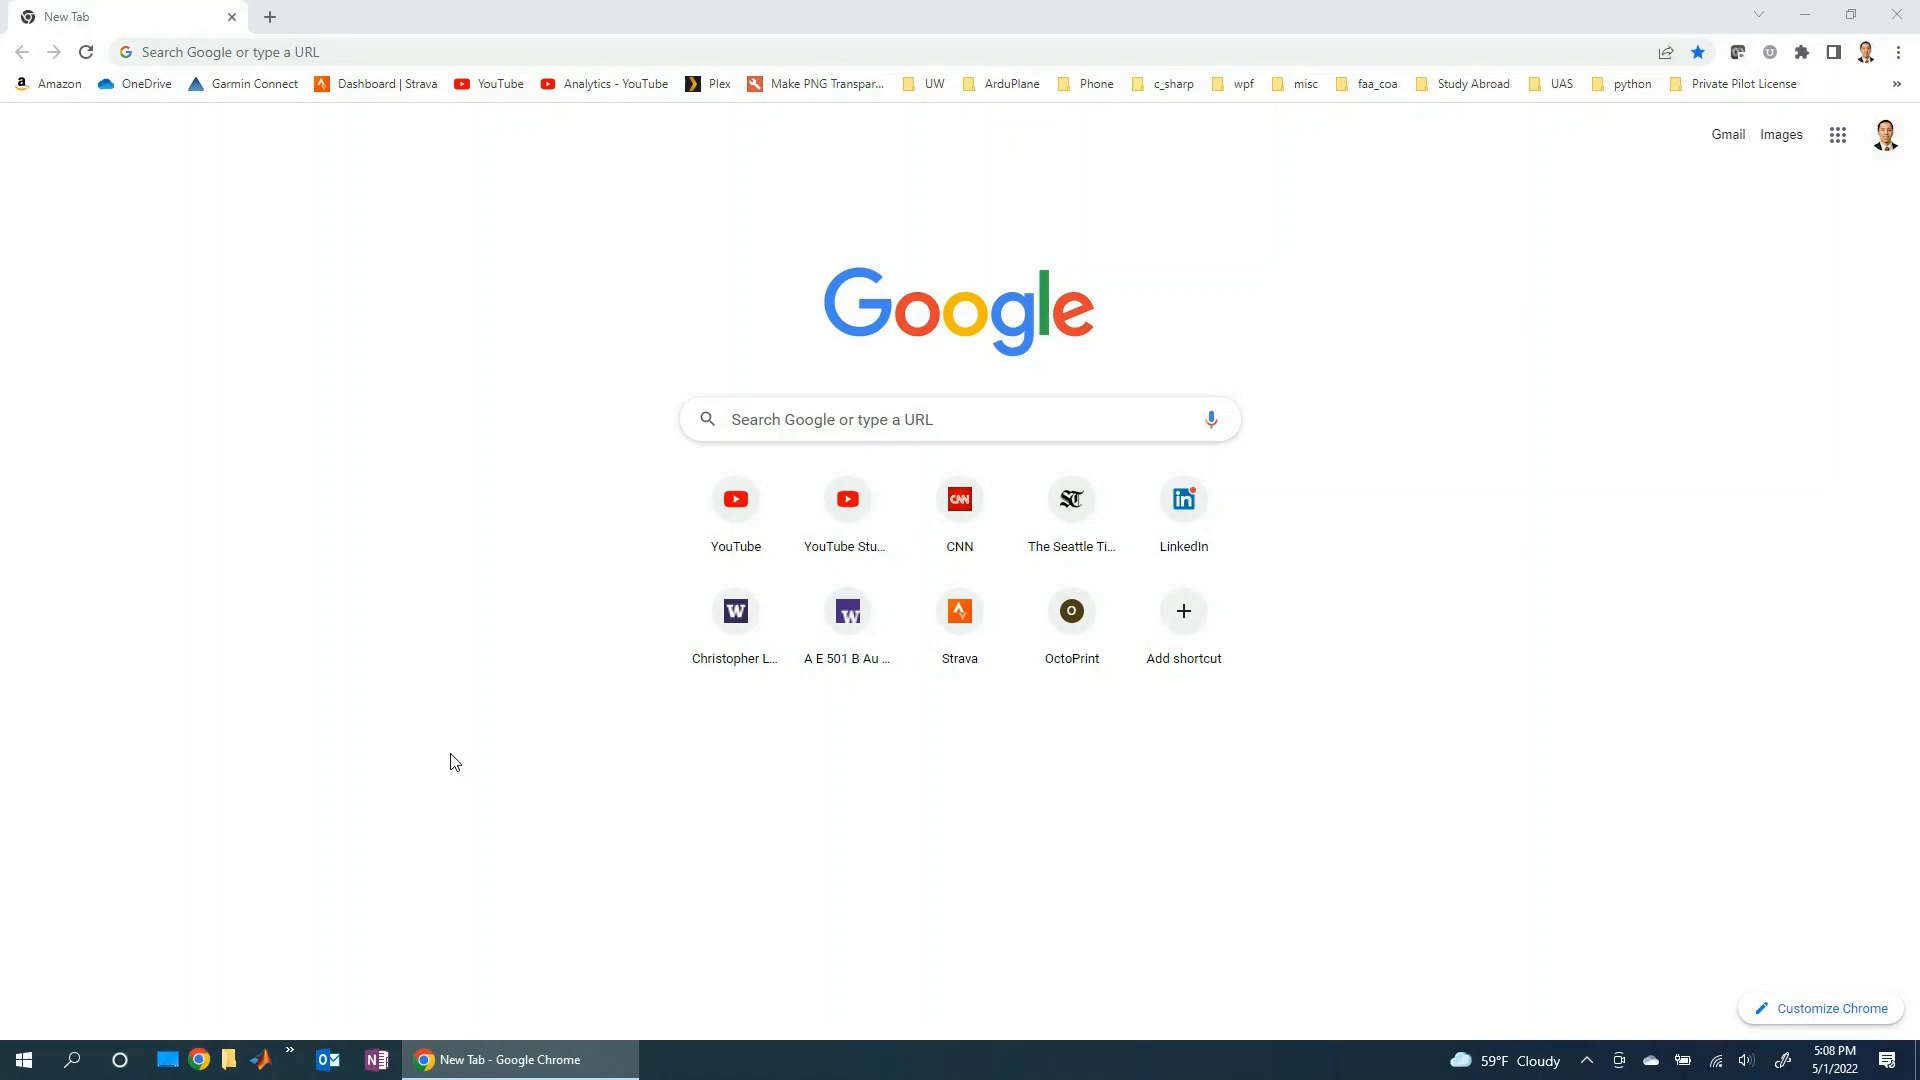 New Tab
Search Google or type a URL
Amazon OneDrive Garmin Connect Dashboard | Strava YouTube Analytics - YouTube Plex Make PNG Transpar... UW ArduPlane Phone c_sharp wpf misc faa_coa Study Abroad UAS python Private Pilot License »
Gmail Images
Google
Search Google or type a URL
CNN ST in
YouTube YouTube Stu... CNN The Seattle Ti... LinkedIn
W W O
Christopher L... A E 501 B Au ... Strava OctoPrint Add shortcut
Customize Chrome
New Tab - Google Chrome 59°F Cloudy
5:08 PM
5/1/2022